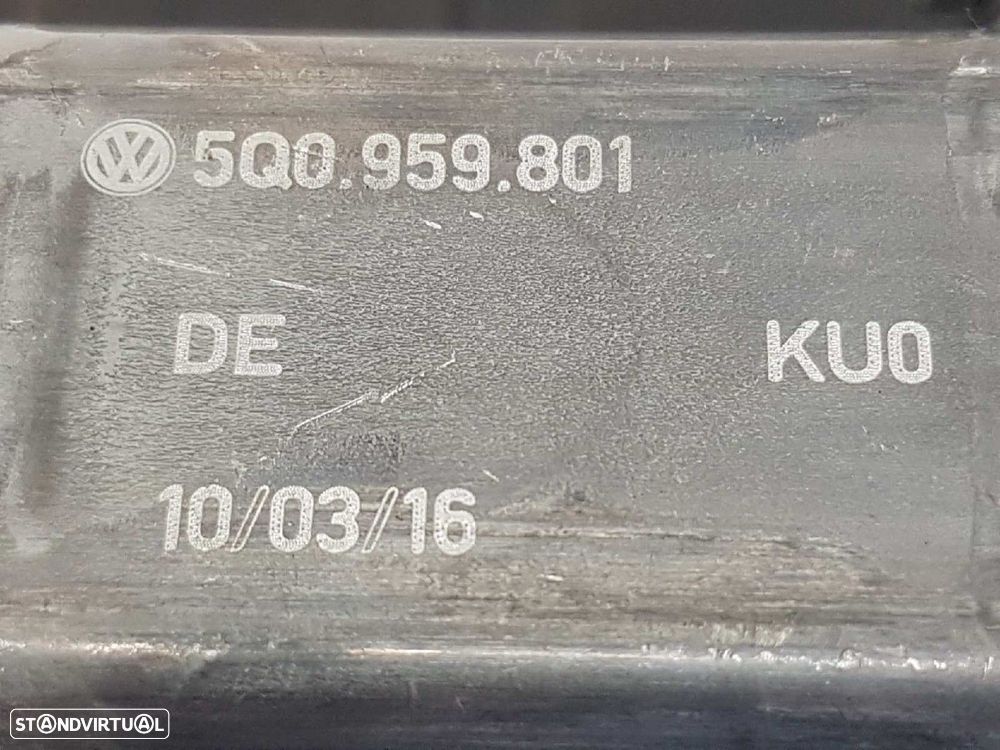 5Q0.959.801
DE KU0
10/03/16
STANDVIRTUAL